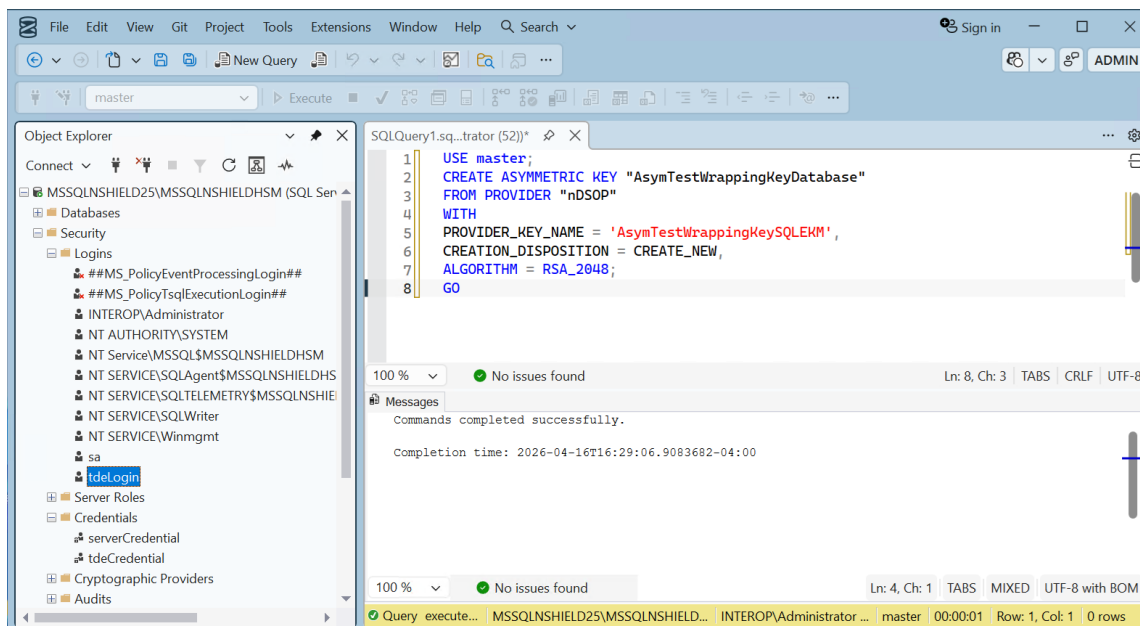 File Edit View Git Project Tools Extensions Window Help Search Sign in
New Query ADMIN
master Execute
Object Explorer
SQLQuery1.sq...trator (52))*
Connect
MSSQLNSHIELD25\MSSQLNSHIELDHSM (SQL Ser
Databases
Security
Logins
##MS_PolicyEventProcessingLogin##
##MS_PolicyTsqlExecutionLogin##
INTEROP\Administrator
NT AUTHORITY\SYSTEM
NT Service\MSSQL$MSSQLNSHIELDHSM
NT SERVICE\SQLAgent$MSSQLNSHIELDHS
NT SERVICE\SQLTELEMETRY$MSSQLNSHIE
NT SERVICE\SQLWriter
NT SERVICE\Winmgmt
sa
tdeLogin
Server Roles
Credentials
serverCredential
tdeCredential
Cryptographic Providers
Audits
1 USE master;
2 CREATE ASYMMETRIC KEY "AsymTestWrappingKeyDatabase"
3 FROM PROVIDER "nDSOP"
4 WITH
5 PROVIDER_KEY_NAME = 'AsymTestWrappingKeySQLEKM',
6 CREATION_DISPOSITION = CREATE_NEW,
7 ALGORITHM = RSA_2048;
8 GO
100 % No issues found Ln: 8, Ch: 3 TABS CRLF UTF-8
Messages
Commands completed successfully.
Completion time: 2026-04-16T16:29:06.9083682-04:00
100 % No issues found Ln: 4, Ch: 1 TABS MIXED UTF-8 with BOM
Query execute... MSSQLNSHIELD25\MSSQLNSHIELD... INTEROP\Administrator ... master 00:00:01 Row: 1, Col: 1 0 rows